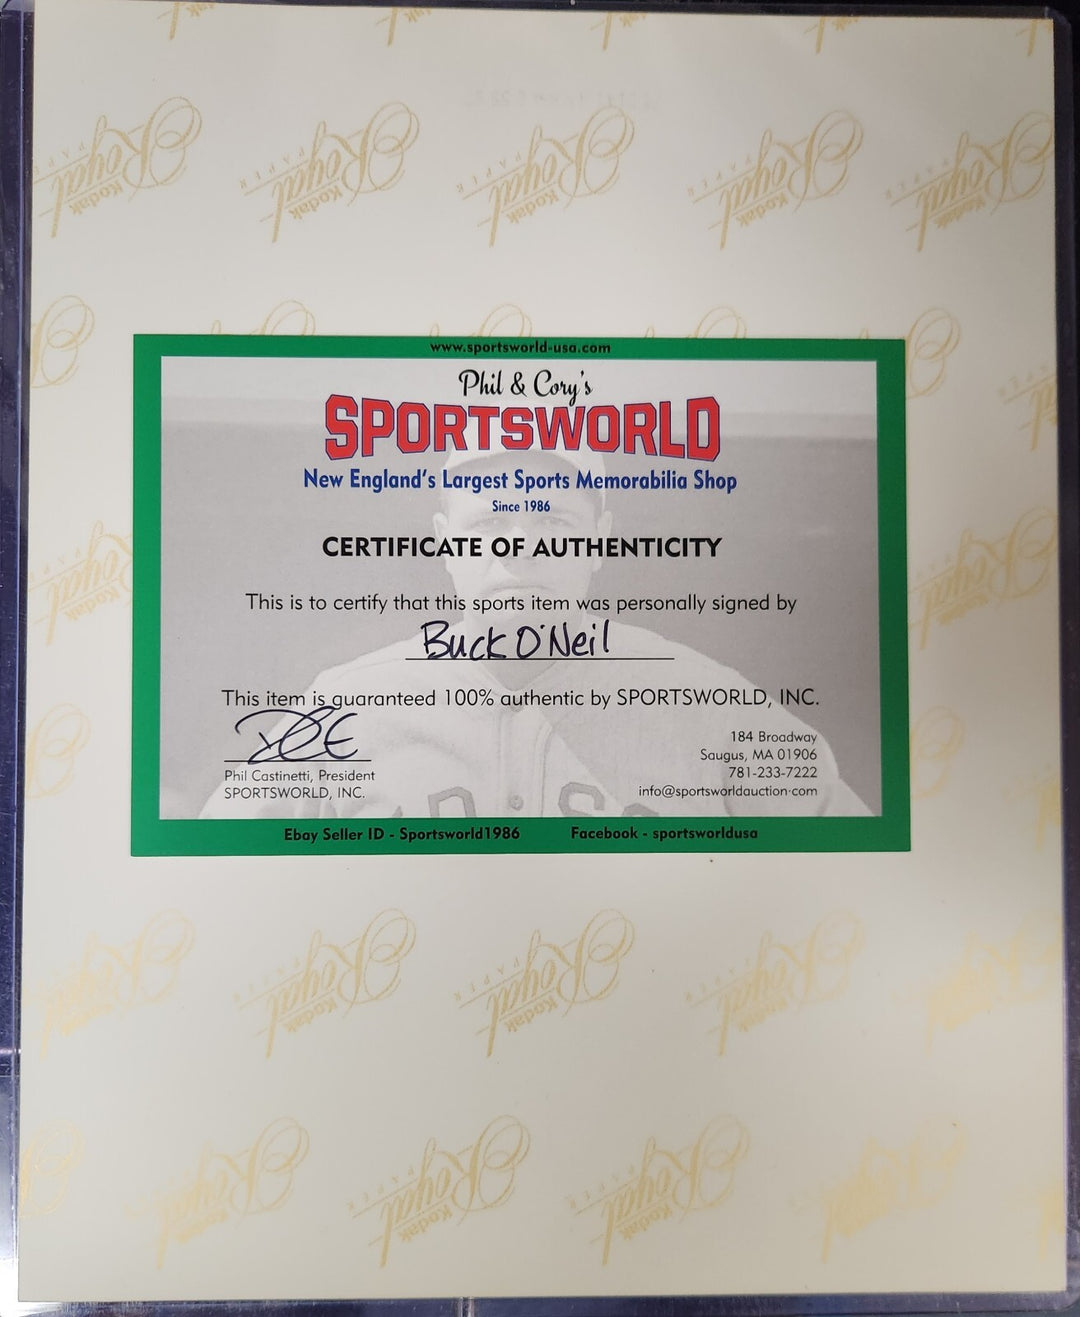 www.sportsworld-usa.com
Phil & Cory's
SPORTSWORLD
New England's Largest Sports Memorabilia Shop
Since 1986
CERTIFICATE OF AUTHENTICITY
This is to certify that this sports item was personally signed by
Buck O'Neil
This item is guaranteed 100% authentic by SPORTSWORLD, INC.
Phil Castinetti, President
SPORTSWORLD, INC.
184 Broadway
Saugus, MA 01906
781-233-7222
info@sportsworldauction.com
Ebay Seller ID - Sportsworld1986 Facebook - sportsworldusa
Kodak
Royal
PAPER